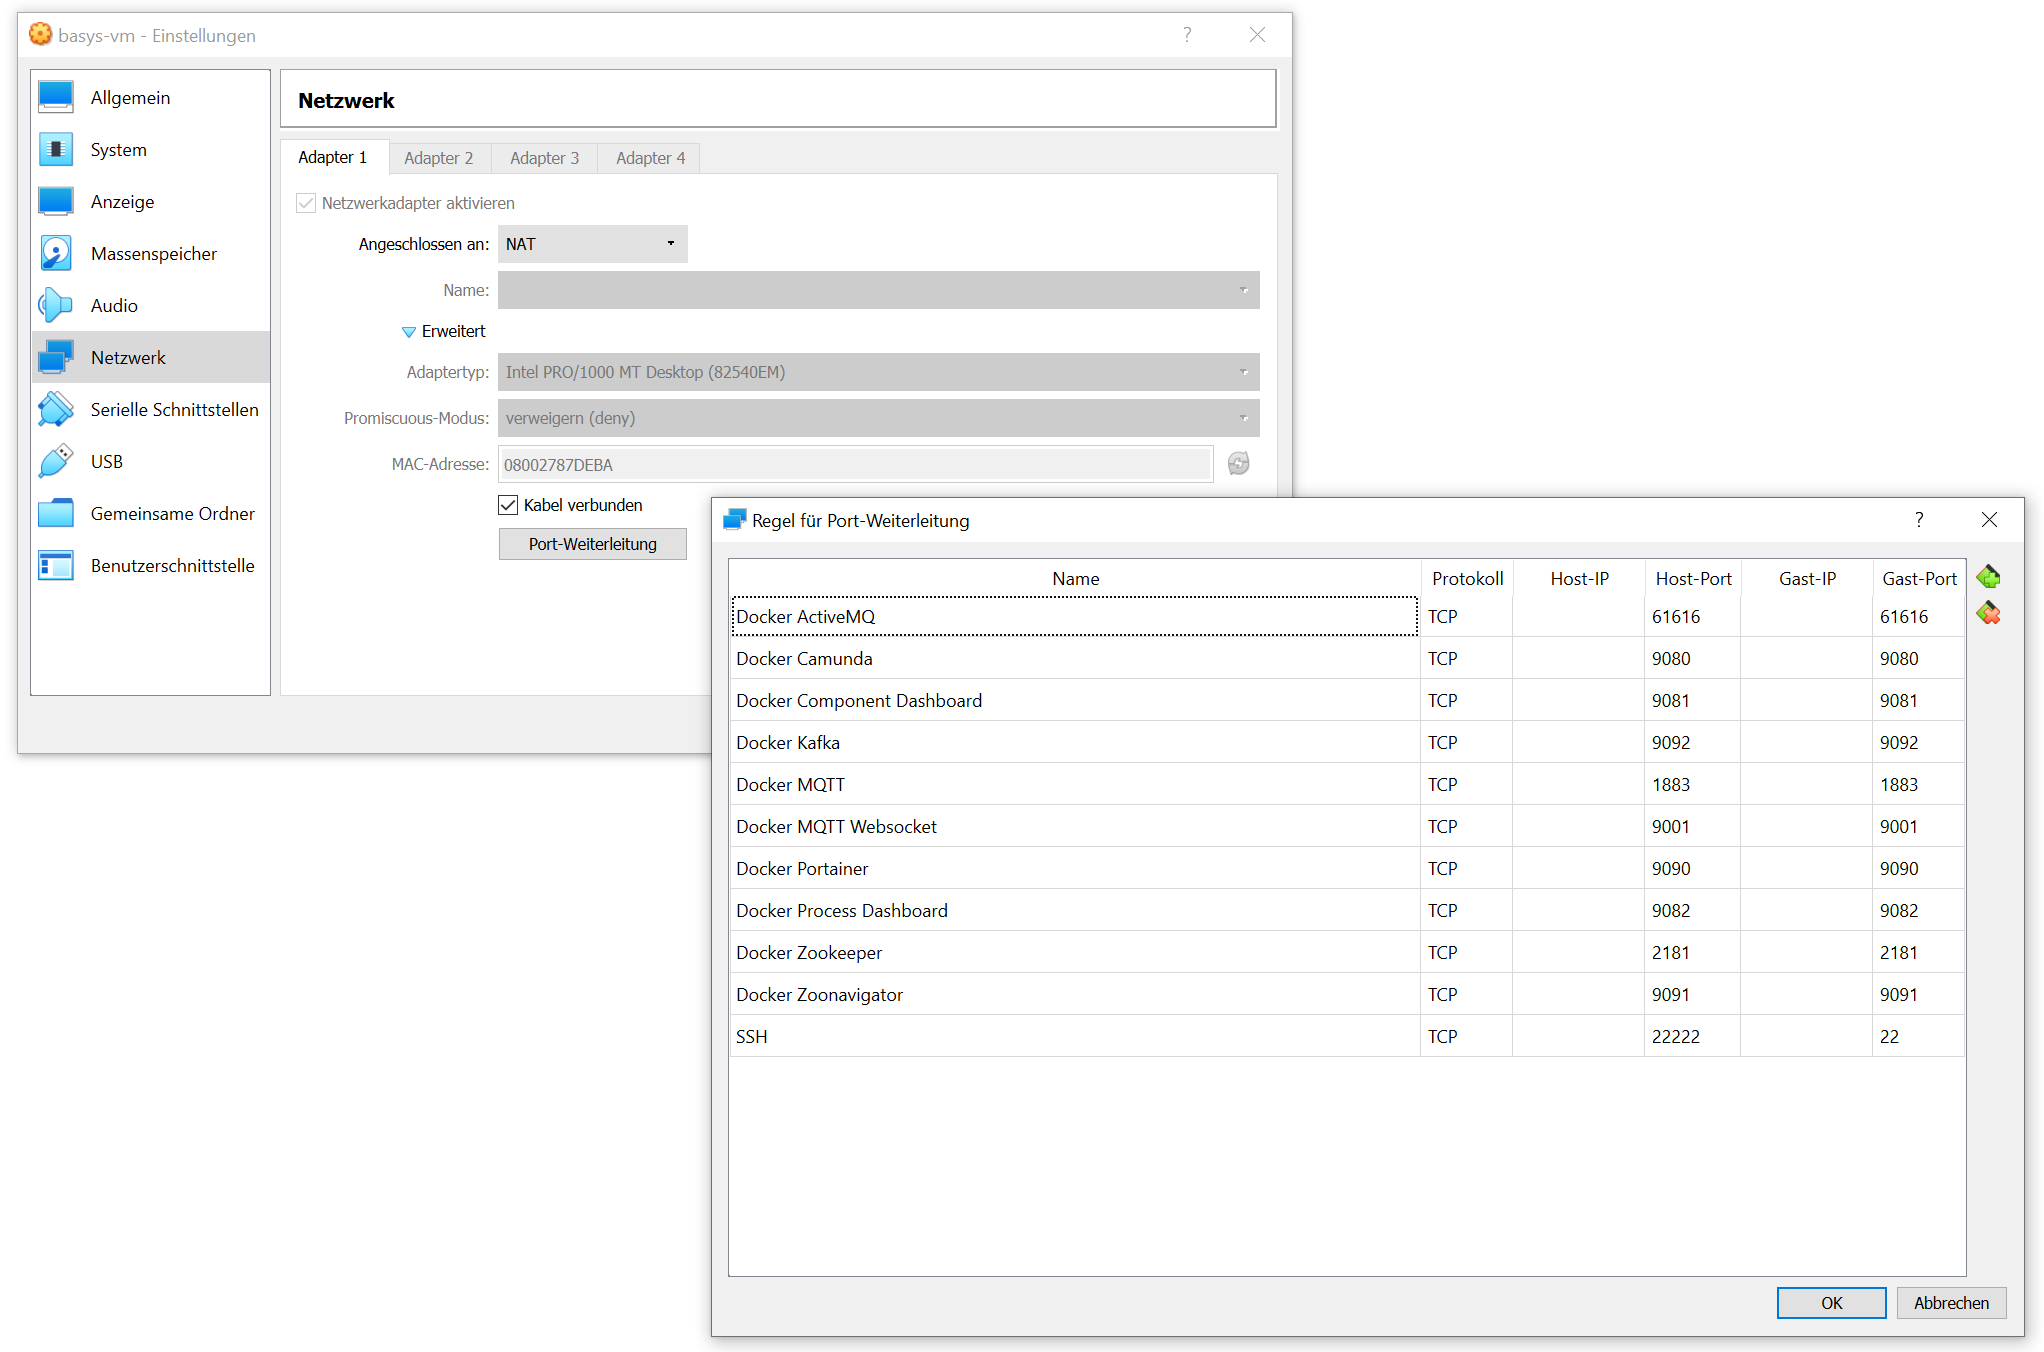 basys-vm - Einstellungen
?
Allgemein
System
Anzeige
Massenspeicher
Audio
Netzwerk
Serielle Schnittstellen
USB
Gemeinsame Ordner
Benutzerschnittstelle
Netzwerk
Adapter 1 Adapter 2 Adapter 3 Adapter 4
Netzwerkadapter aktivieren
Angeschlossen an: NAT
Name:
Erweitert
Adaptertyp: Intel PRO/1000 MT Desktop (82540EM)
Promiscuous-Modus: verweigern (deny)
MAC-Adresse: 08002787DEBA
Kabel verbunden
Port-Weiterleitung
Regel für Port-Weiterleitung ?
Name Protokoll Host-IP Host-Port Gast-IP Gast-Port
Docker ActiveMQ TCP 61616 61616
Docker Camunda TCP 9080 9080
Docker Component Dashboard TCP 9081 9081
Docker Kafka TCP 9092 9092
Docker MQTT TCP 1883 1883
Docker MQTT Websocket TCP 9001 9001
Docker Portainer TCP 9090 9090
Docker Process Dashboard TCP 9082 9082
Docker Zookeeper TCP 2181 2181
Docker Zoonavigator TCP 9091 9091
SSH TCP 22222 22
OK Abbrechen